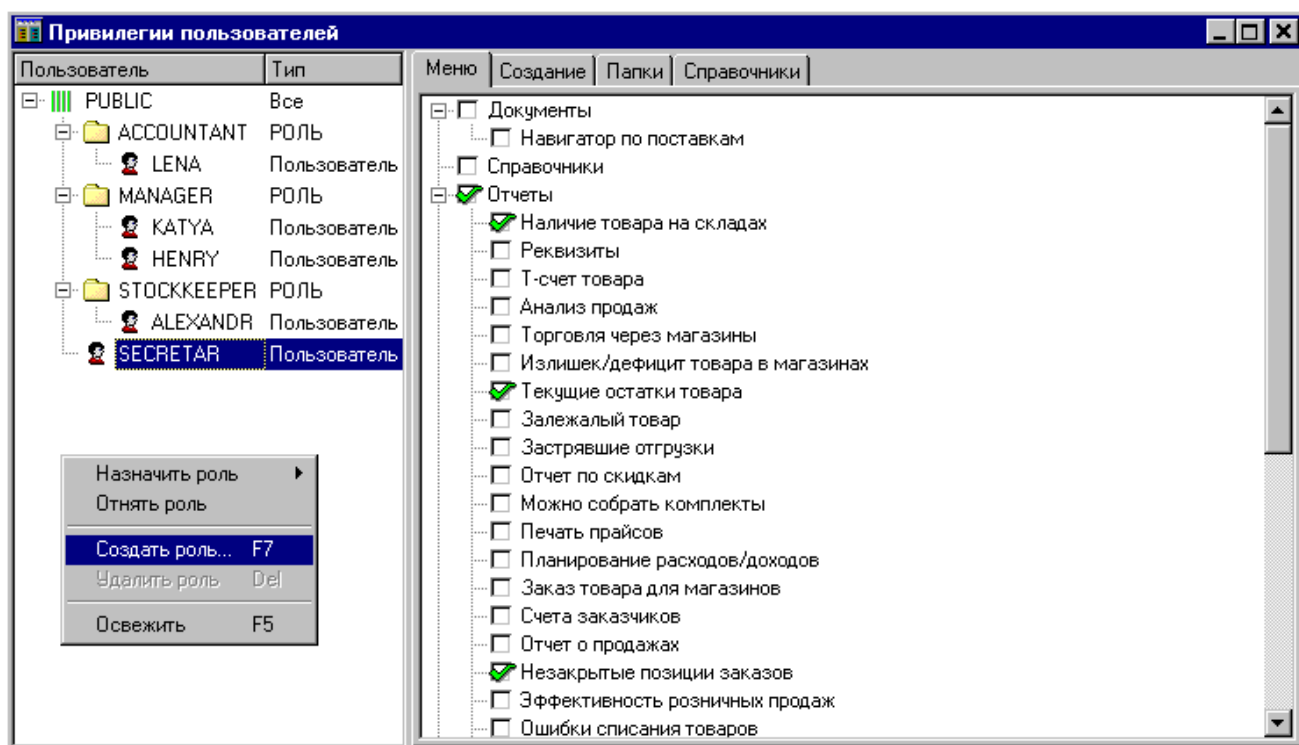 Привилегии пользователей
Пользователь Тип
PUBLIC Все
ACCOUNTANT РОЛЬ
LENA Пользователь
MANAGER РОЛЬ
KATYA Пользователь
HENRY Пользователь
STOCKKEEPER РОЛЬ
ALEXANDR Пользователь
SECRETAR Пользователь
Назначить роль
Отнять роль
Создать роль... F7
Удалить роль Del
Освежить F5
Меню Создание Папки Справочники
Документы
Навигатор по поставкам
Справочники
Отчеты
Наличие товара на складах
Реквизиты
Т-счет товара
Анализ продаж
Торговля через магазины
Излишек/дефицит товара в магазинах
Текущие остатки товара
Залежалый товар
Застрявшие отгрузки
Отчет по скидкам
Можно собрать комплекты
Печать прайсов
Планирование расходов/доходов
Заказ товара для магазинов
Счета заказчиков
Отчет о продажах
Незакрытые позиции заказов
Эффективность розничных продаж
Ошибки списания товаров